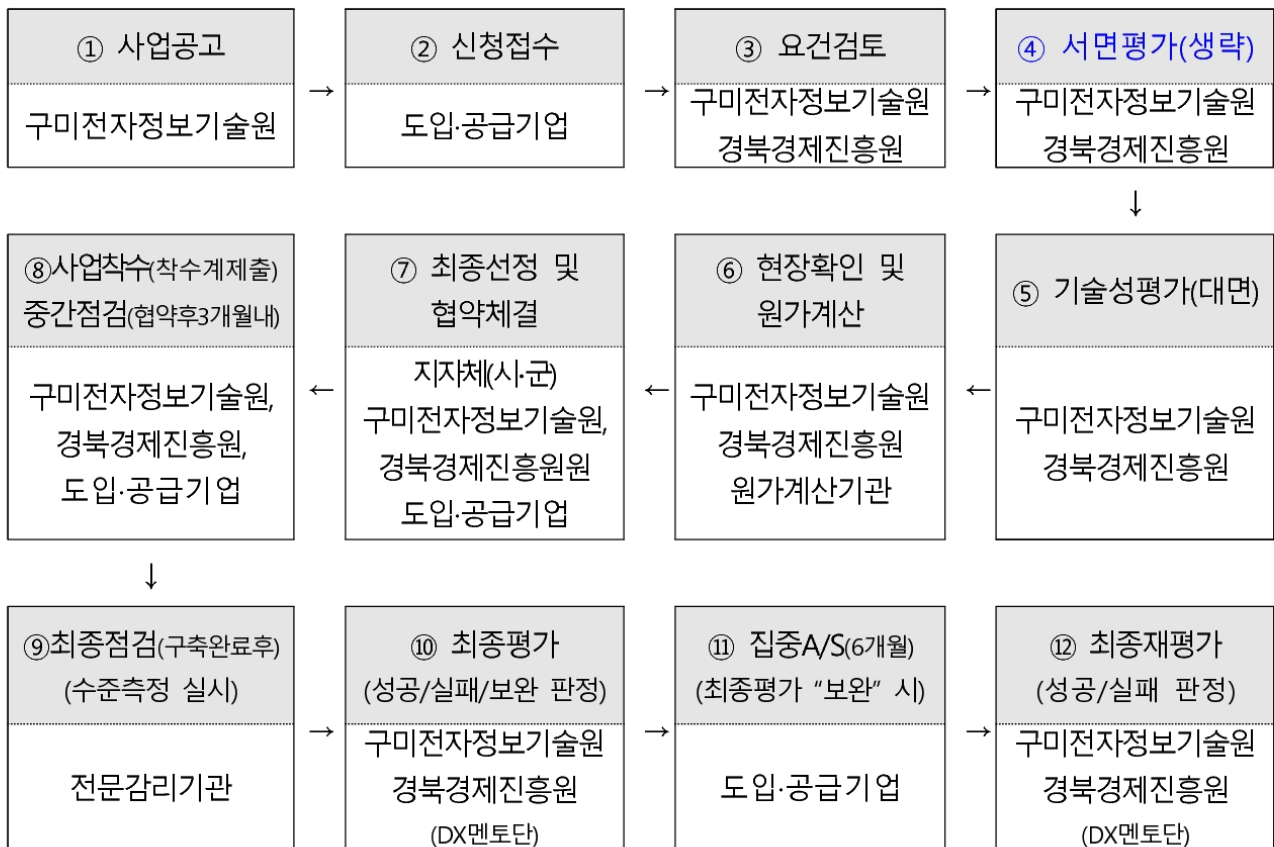 ① 사업공고
구미전자정보기술원
→
② 신청접수
도입·공급기업
→
③ 요건검토
구미전자정보기술원
경북경제진흥원
→
④ 서면평가(생략)
구미전자정보기술원
경북경제진흥원
↓
⑤ 기술성평가(대면)
구미전자정보기술원
경북경제진흥원
←
⑥ 현장확인 및
원가계산
구미전자정보기술원
경북경제진흥원
원가계산기관
←
⑦ 최종선정 및
협약체결
지자체(시·군)
구미전자정보기술원,
경북경제진흥원원
도입·공급기업
←
⑧사업착수(착수계제출)
중간점검(협약후3개월내)
구미전자정보기술원,
경북경제진흥원,
도입·공급기업
↓
⑨최종점검(구축완료후)
(수준측정 실시)
전문감리기관
→
⑩ 최종평가
(성공/실패/보완 판정)
구미전자정보기술원
경북경제진흥원
(DX멘토단)
→
⑪ 집중A/S(6개월)
(최종평가 “보완” 시)
도입·공급기업
→
⑫ 최종재평가
(성공/실패 판정)
구미전자정보기술원
경북경제진흥원
(DX멘토단)